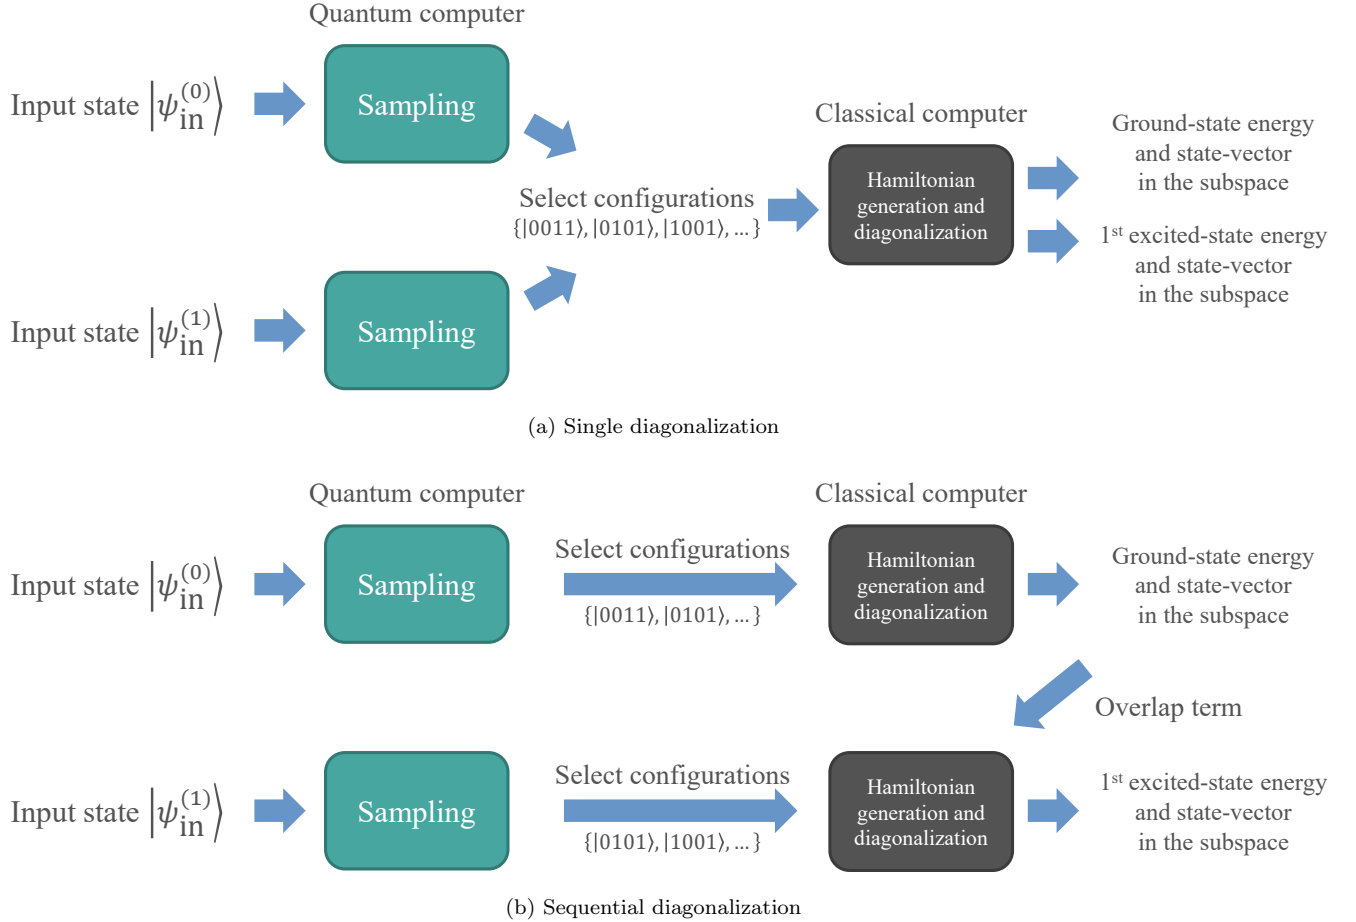 Quantum computer
Input state |ψ_in^(0)⟩
Sampling
Input state |ψ_in^(1)⟩
Sampling
Select configurations
{|0011⟩, |0101⟩, |1001⟩, ... }
Classical computer
Hamiltonian
generation and
diagonalization
Ground-state energy
and state-vector
in the subspace
1st excited-state energy
and state-vector
in the subspace
(a) Single diagonalization
Quantum computer
Input state |ψ_in^(0)⟩
Sampling
Select configurations
{|0011⟩, |0101⟩, ... }
Classical computer
Hamiltonian
generation and
diagonalization
Ground-state energy
and state-vector
in the subspace
Overlap term
Input state |ψ_in^(1)⟩
Sampling
Select configurations
{|0101⟩, |1001⟩, ... }
Hamiltonian
generation and
diagonalization
1st excited-state energy
and state-vector
in the subspace
(b) Sequential diagonalization